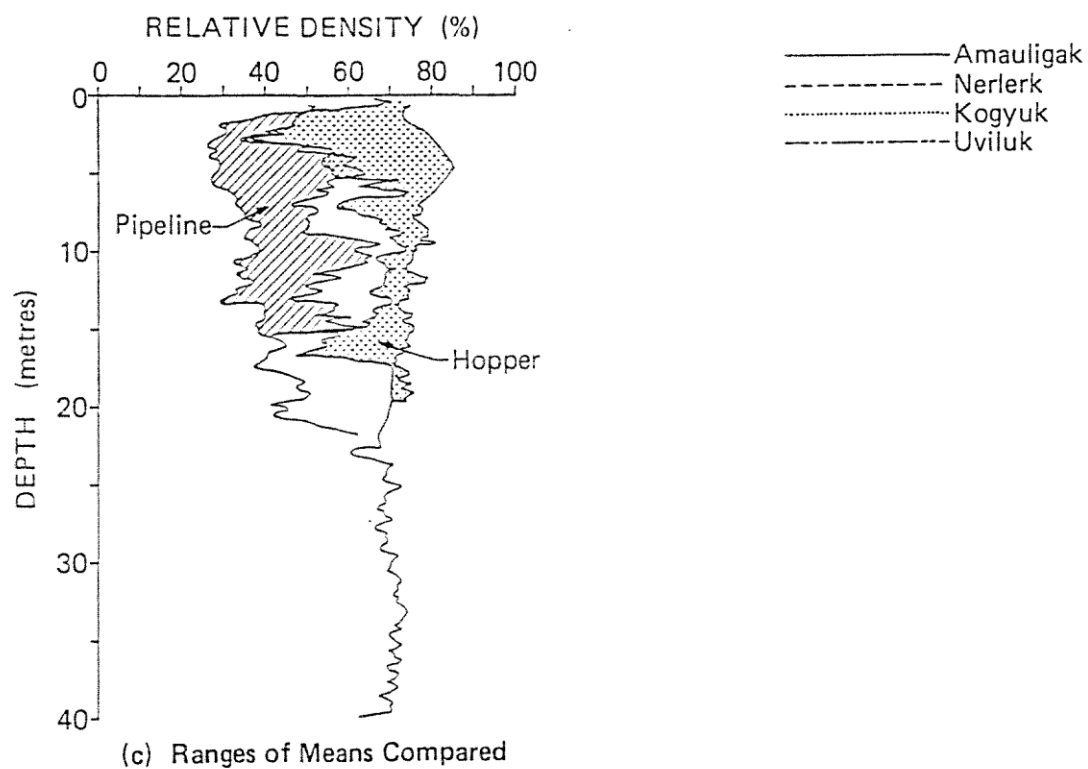 RELATIVE DENSITY (%)
0 20 40 60 80 100
0
10
20
30
40
DEPTH (metres)
Pipeline
Hopper
Amauligak
Nerlerk
Kogyuk
Uviluk
(c) Ranges of Means Compared